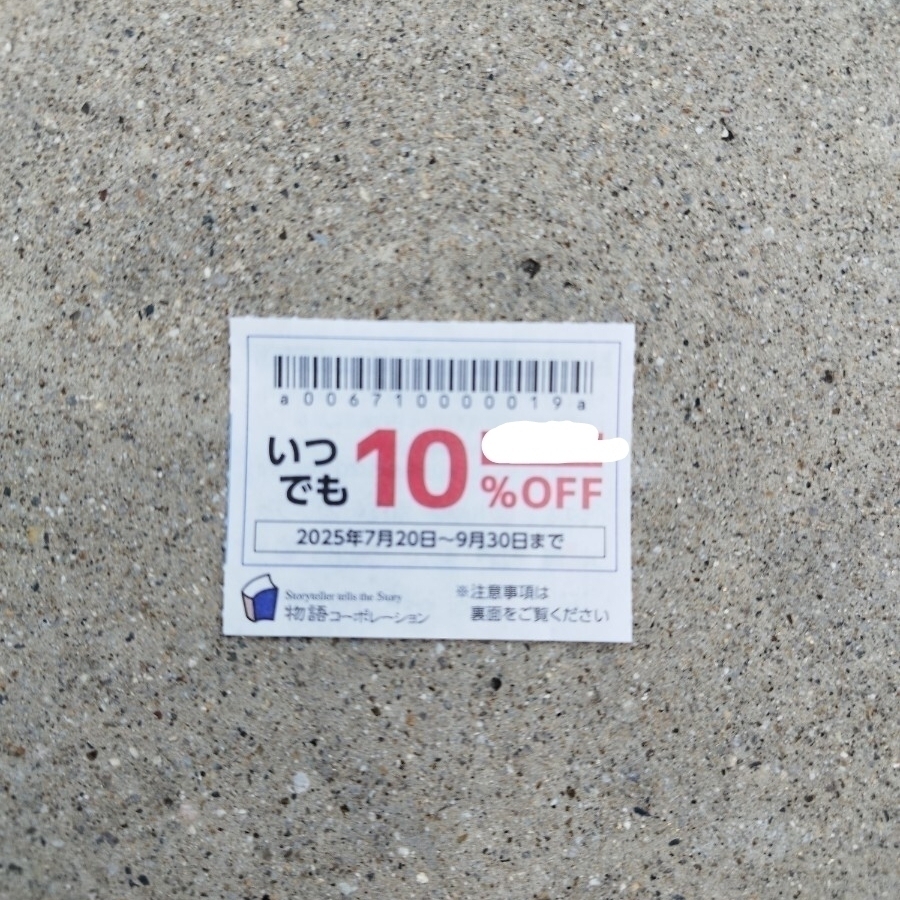 a0067100000019a
いつ
でも
10
%OFF
2025年7月20日〜9月30日まで
Storyteller tells the Story
物語コーポレーション
※注意事項は
裏面をご覧ください